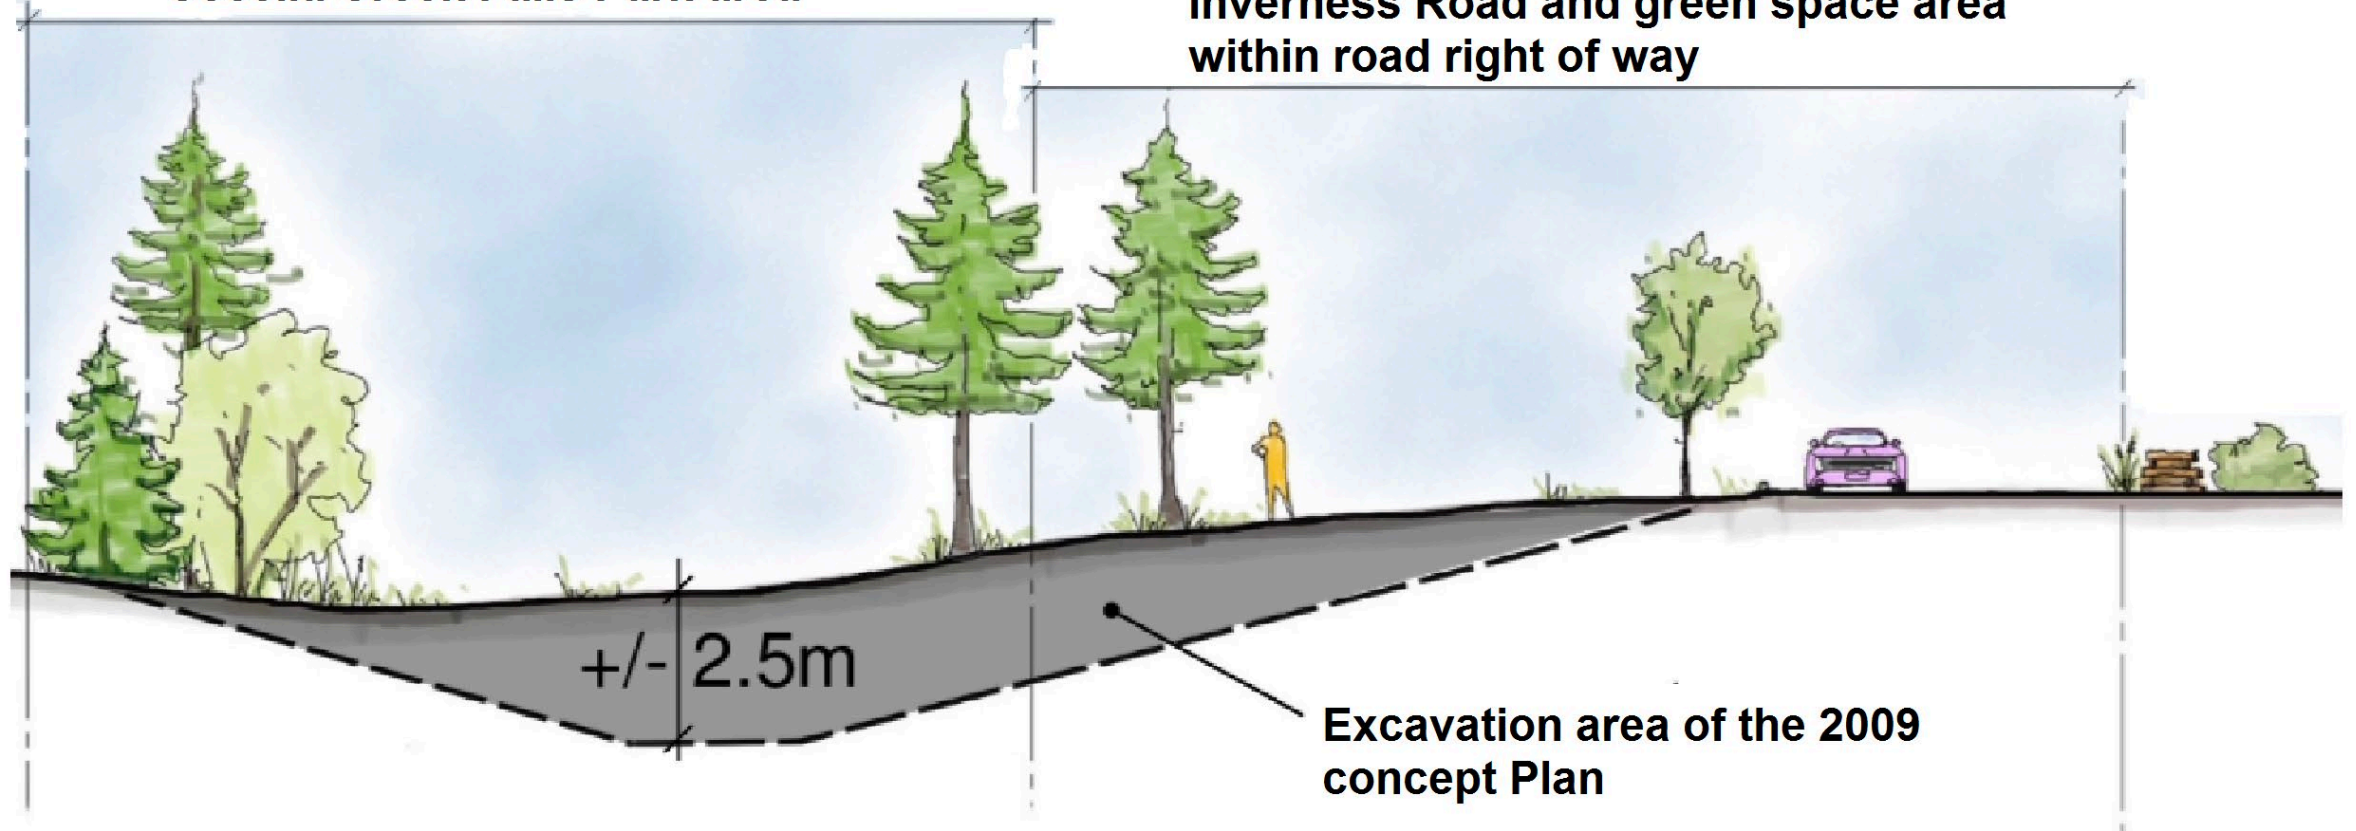 Inverness Road and green space area
within road right of way
+/- 2.5m
Excavation area of the 2009
concept Plan